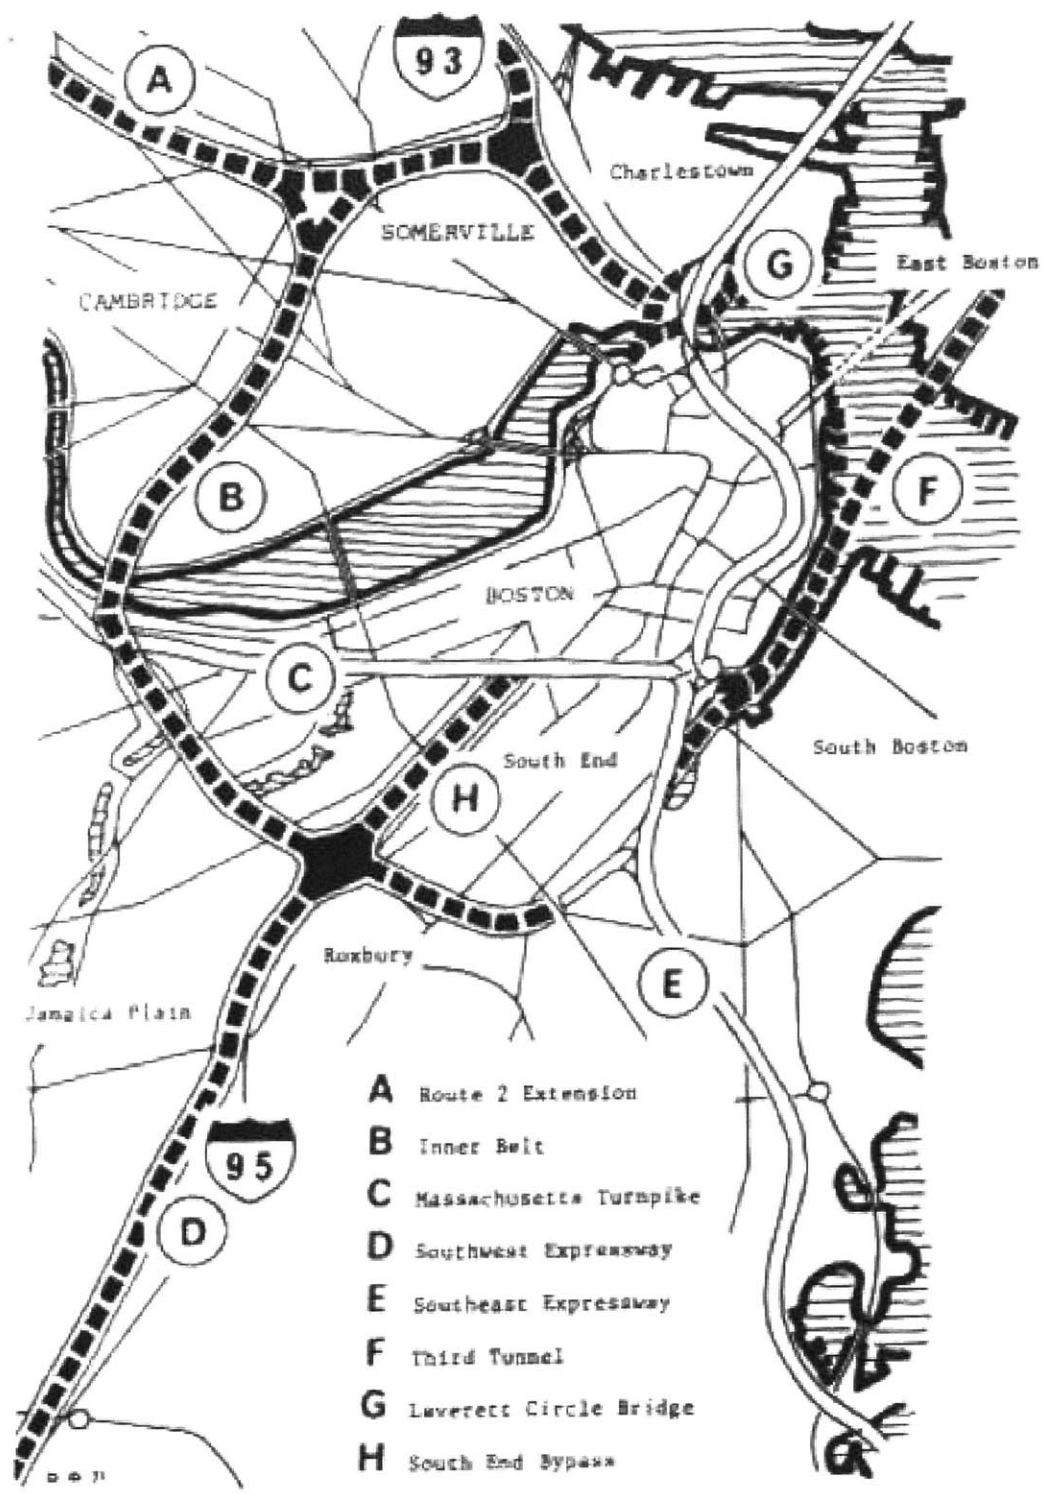 A
93
Charlestown
SOMERVILLE
G
East Boston
CAMBRIDGE
B
F
BOSTON
C
South Boston
South End
H
Roxbury
E
Jamaica Plain
A Route 2 Extension
95
B Inner Belt
C Massachusetts Turnpike
D
D Southwest Expressway
E Southeast Expressway
F Third Tunnel
G Leverett Circle Bridge
H South End Bypass